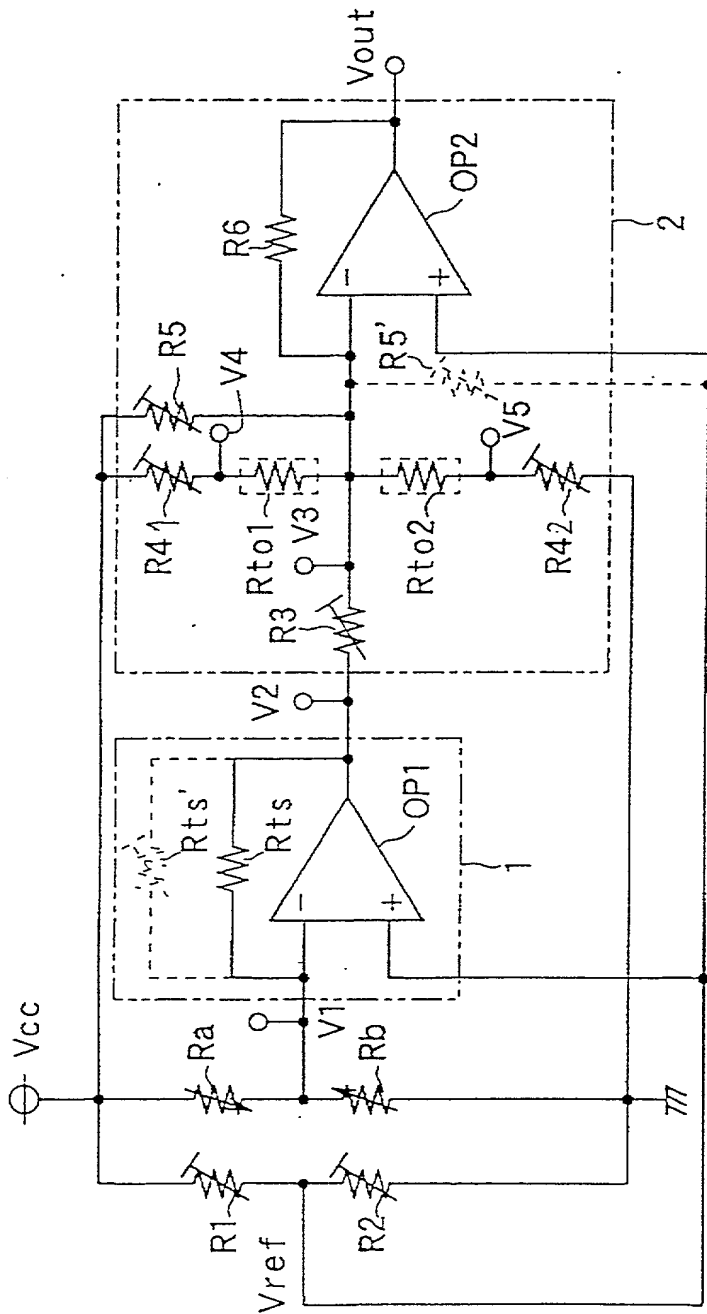 Vcc
R1
Vref
R2
Ra
V1
Rb
Rts'
Rts
OP1
1
V2
R3
V3
R41
Rto1
V4
R5
Rto2
V5
R42
R5'
R6
OP2
2
Vout
-
+
-
+